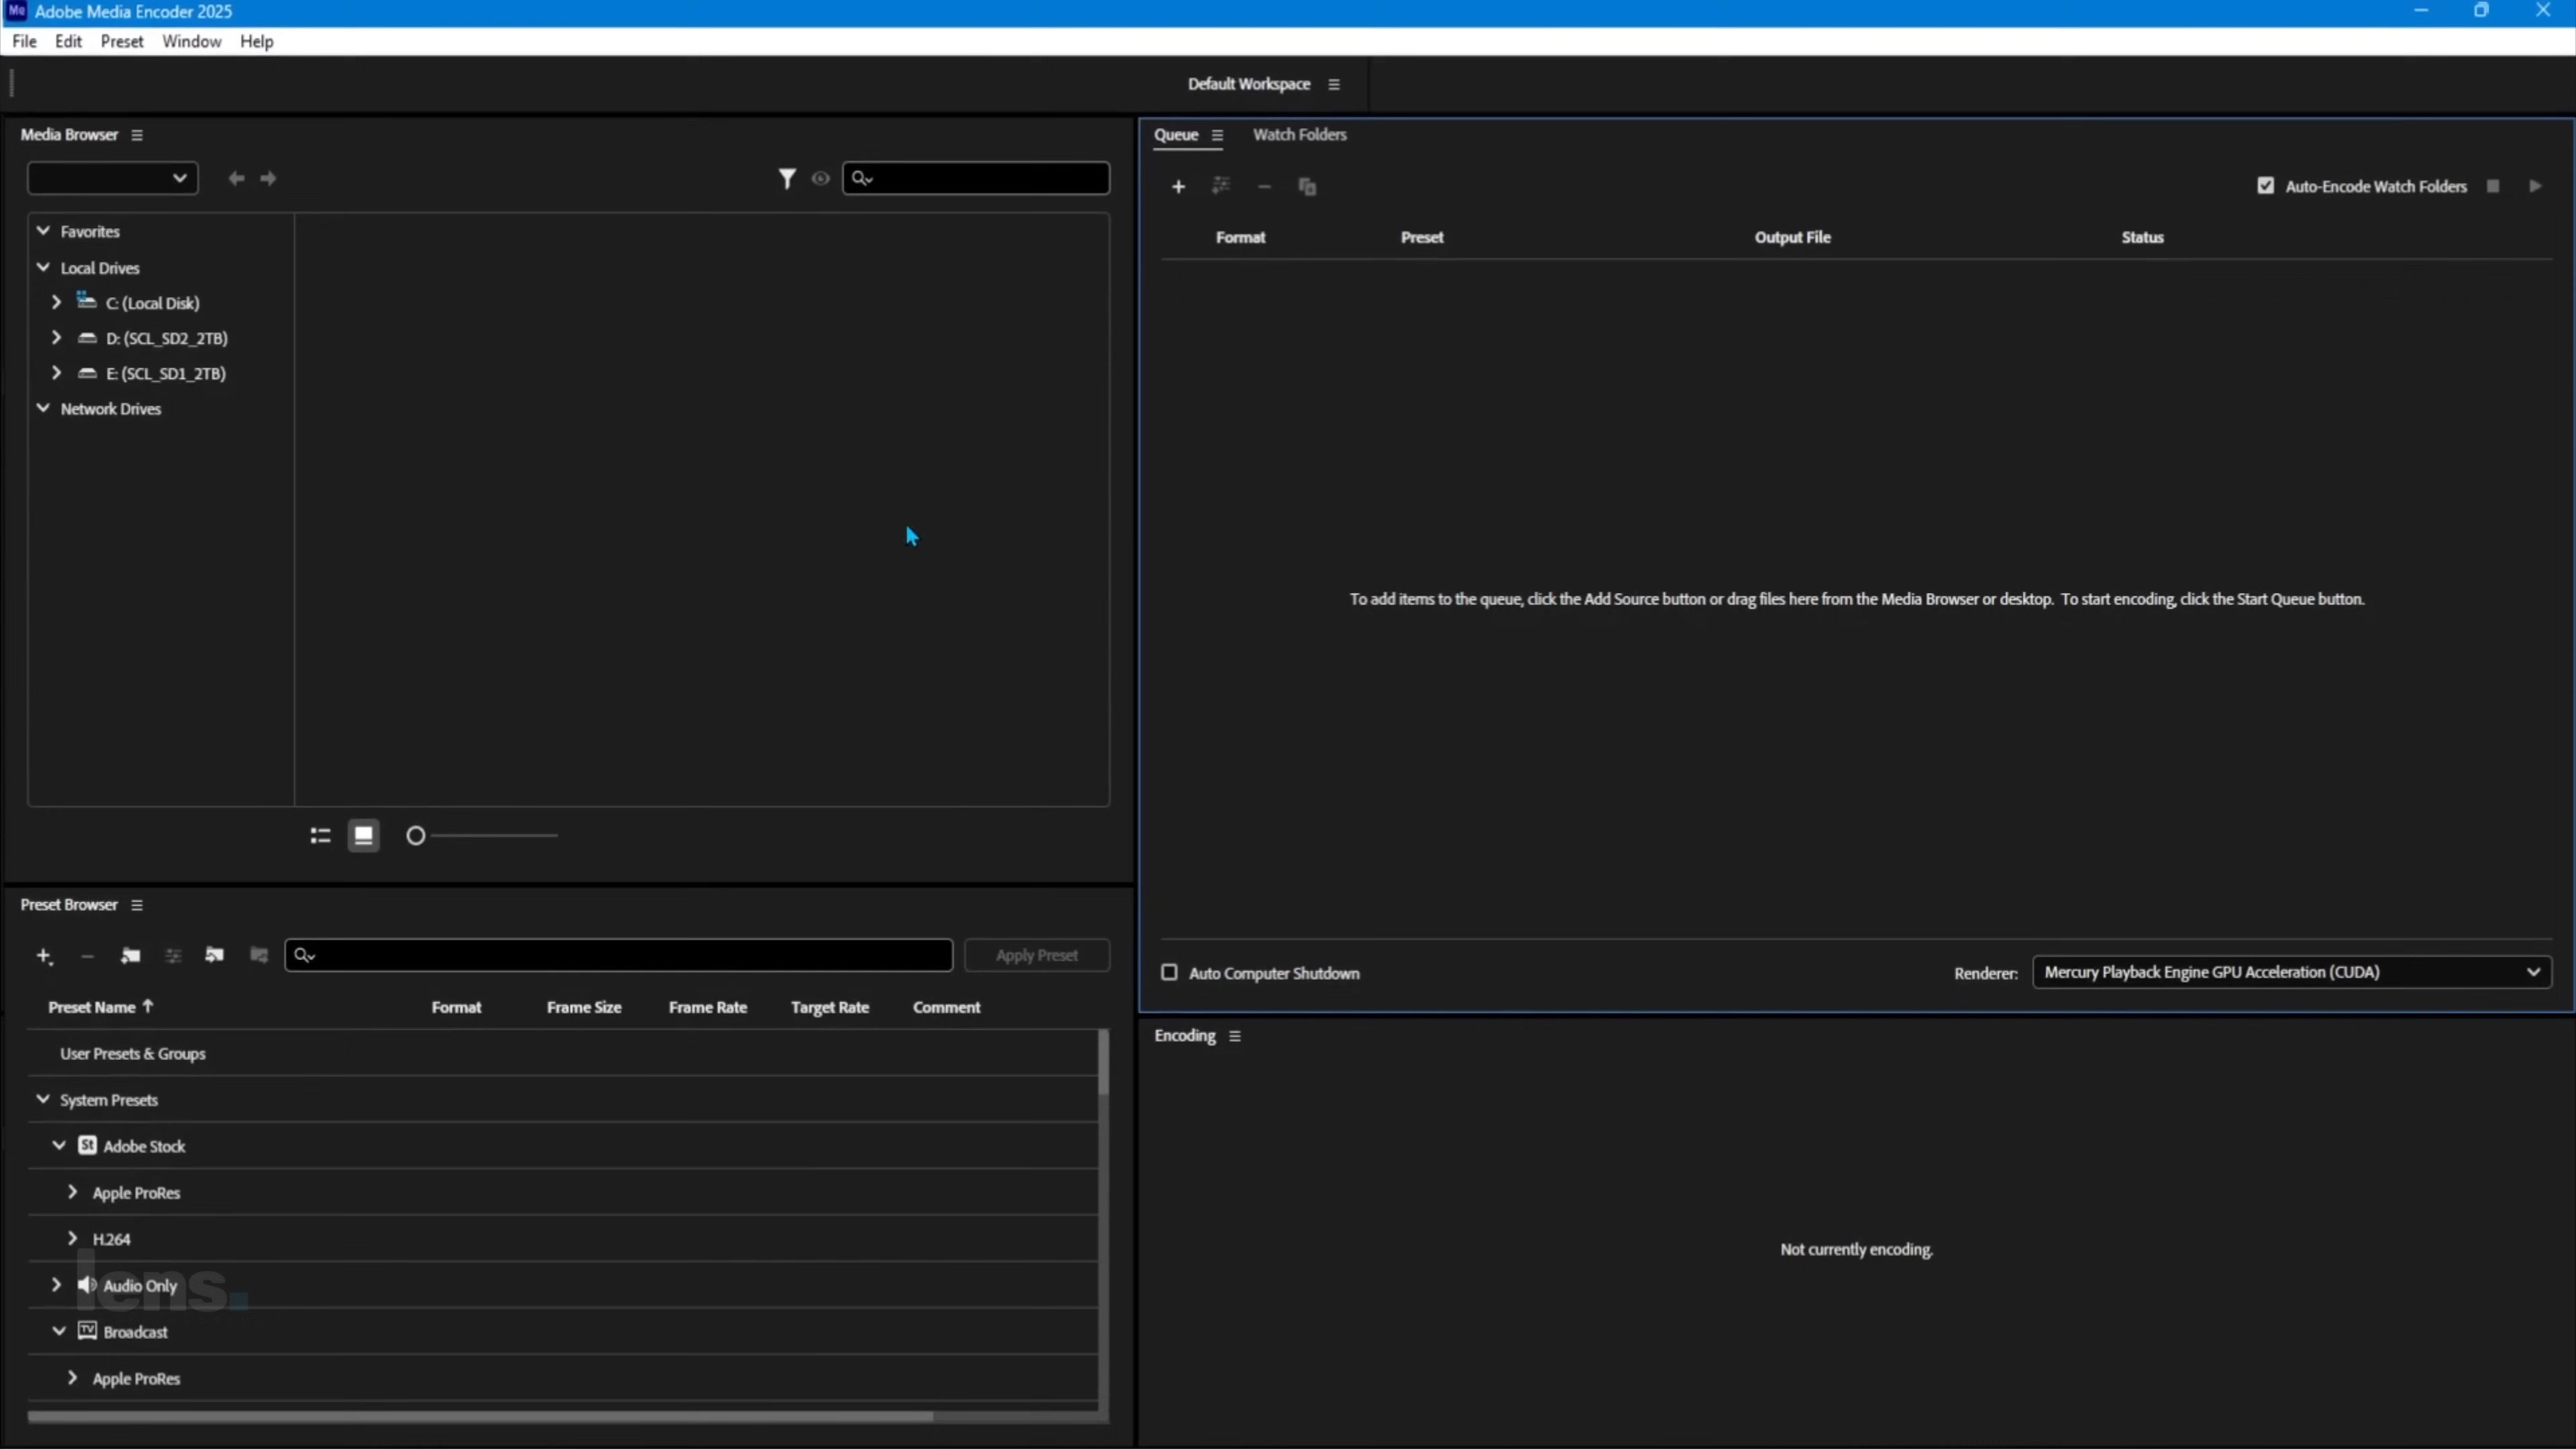 Me Adobe Media Encoder 2025
File Edit Preset Window Help
Default Workspace
Media Browser
Favorites
Local Drives
C: (Local Disk)
D: (SCL_SD2_2TB)
E: (SCL_SD1_2TB)
Network Drives
Queue Watch Folders
Auto-Encode Watch Folders
Format Preset Output File Status
To add items to the queue, click the Add Source button or drag files here from the Media Browser or desktop. To start encoding, click the Start Queue button.
Auto Computer Shutdown Renderer: Mercury Playback Engine GPU Acceleration (CUDA)
Preset Browser
Apply Preset
Preset Name Format Frame Size Frame Rate Target Rate Comment
User Presets & Groups
System Presets
St Adobe Stock
Apple ProRes
H.264
Audio Only
TV Broadcast
Apple ProRes
Encoding
Not currently encoding.
lens.